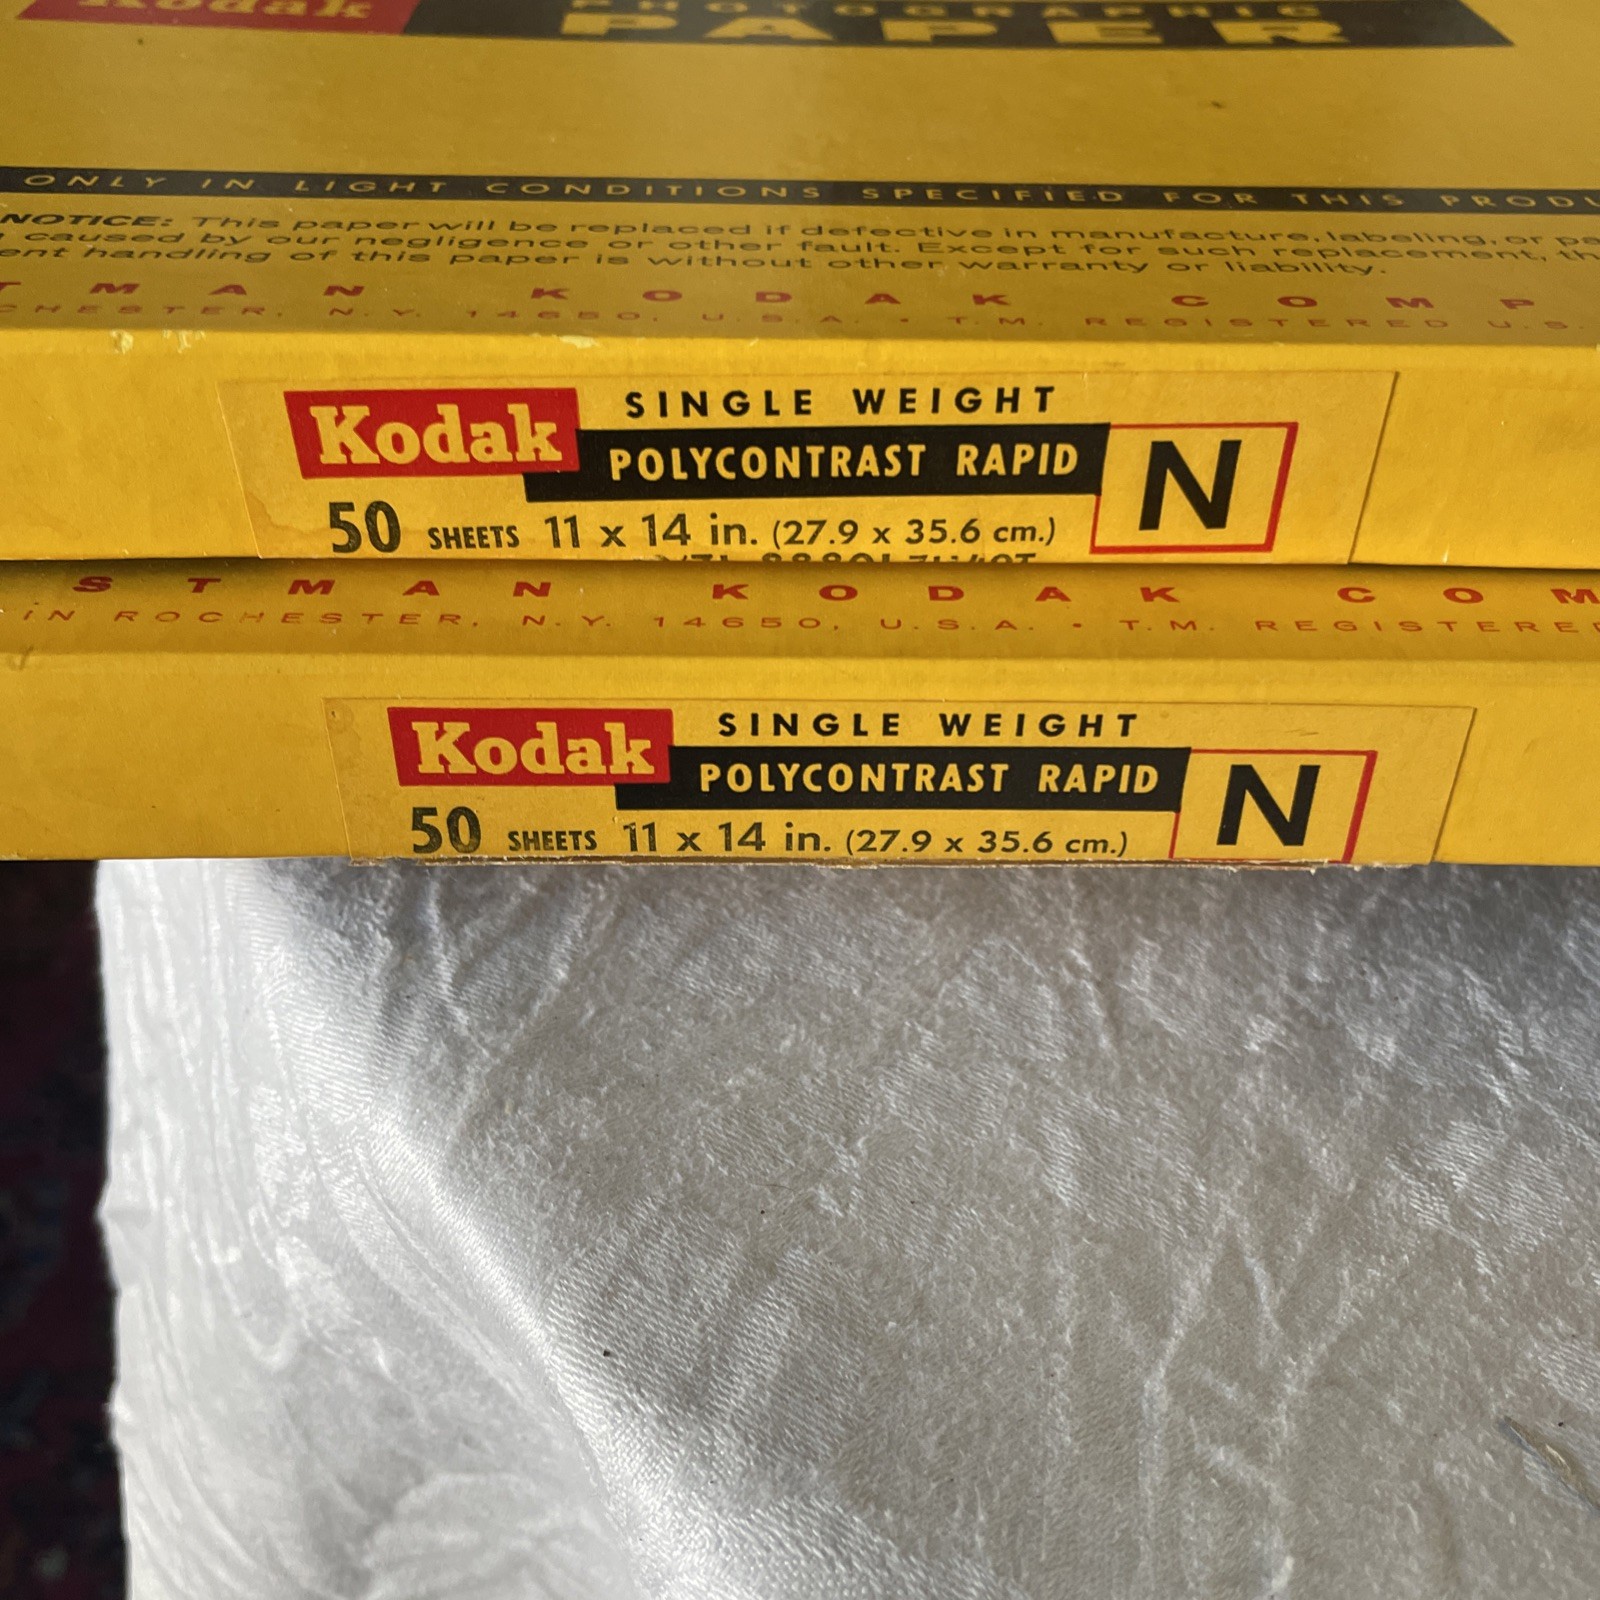 Kodak PHOTOGRAPHIC
PAPER
ONLY IN LIGHT CONDITIONS SPECIFIED FOR THIS
NOTICE: This paper will be replaced if defective in manufacture, labeling, or
caused by our negligence or other fault. Except for such replacement,
handling of this paper is without other warranty or liability.
T M A N K O D A K C O M P
CHESTER, N.Y. 14650, U.S.A. • T.M. REGISTERED U.S.
Kodak SINGLE WEIGHT
POLYCONTRAST RAPID N
50 SHEETS 11 x 14 in. (27.9 x 35.6 cm.)
S T M A N K O D A K C O M
IN ROCHESTER, N.Y. 14650, U.S.A. • T.M. REGISTERE
Kodak SINGLE WEIGHT
POLYCONTRAST RAPID N
50 SHEETS 11 x 14 in. (27.9 x 35.6 cm.)